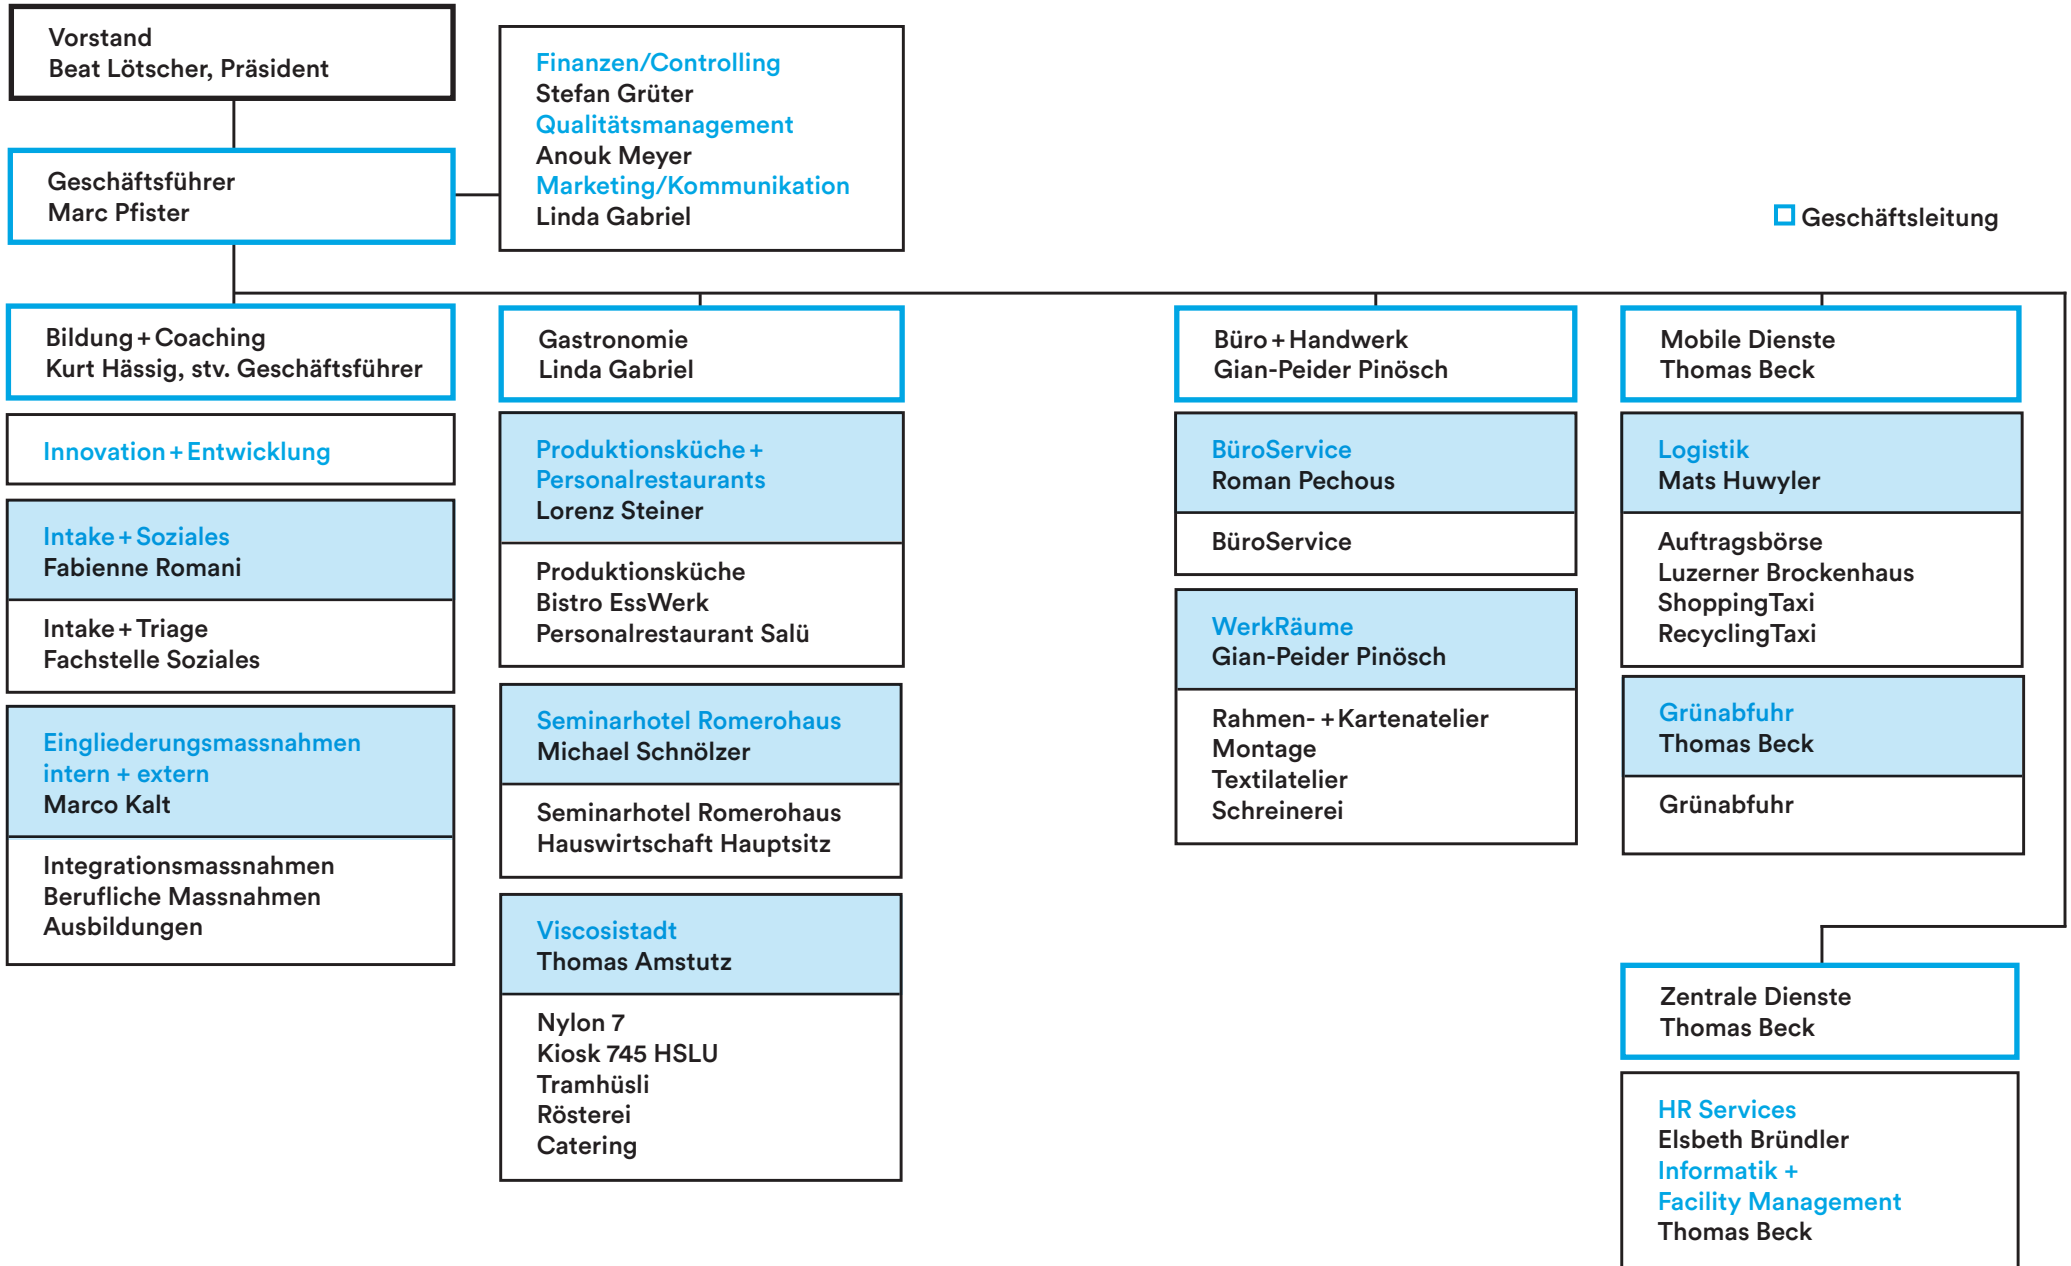 Vorstand
Beat Lötscher, Präsident
Finanzen/Controlling
Stefan Grüter
Qualitätsmanagement
Anouk Meyer
Marketing/Kommunikation
Linda Gabriel
Geschäftsführer
Marc Pfister
Geschäftsleitung
Bildung + Coaching
Kurt Hässig, stv. Geschäftsführer
Innovation + Entwicklung
Intake + Soziales
Fabienne Romani
Intake + Triage
Fachstelle Soziales
Eingliederungsmassnahmen
intern + extern
Marco Kalt
Integrationsmassnahmen
Berufliche Massnahmen
Ausbildungen
Gastronomie
Linda Gabriel
Produktionsküche +
Personalrestaurants
Lorenz Steiner
Produktionsküche
Bistro EssWerk
Personalrestaurant Salü
Seminarhotel Romerohaus
Michael Schnölzer
Seminarhotel Romerohaus
Hauswirtschaft Hauptsitz
Viscosistadt
Thomas Amstutz
Nylon 7
Kiosk 745 HSLU
Tramhüsli
Rösterei
Catering
Büro + Handwerk
Gian-Peider Pinösch
BüroService
Roman Pechous
BüroService
WerkRäume
Gian-Peider Pinösch
Rahmen- + Kartenatelier
Montage
Textilatelier
Schreinerei
Mobile Dienste
Thomas Beck
Logistik
Mats Huwyler
Auftragsbörse
Luzerner Brockenhaus
ShoppingTaxi
RecyclingTaxi
Grünabfuhr
Thomas Beck
Grünabfuhr
Zentrale Dienste
Thomas Beck
HR Services
Elsbeth Bründler
Informatik +
Facility Management
Thomas Beck